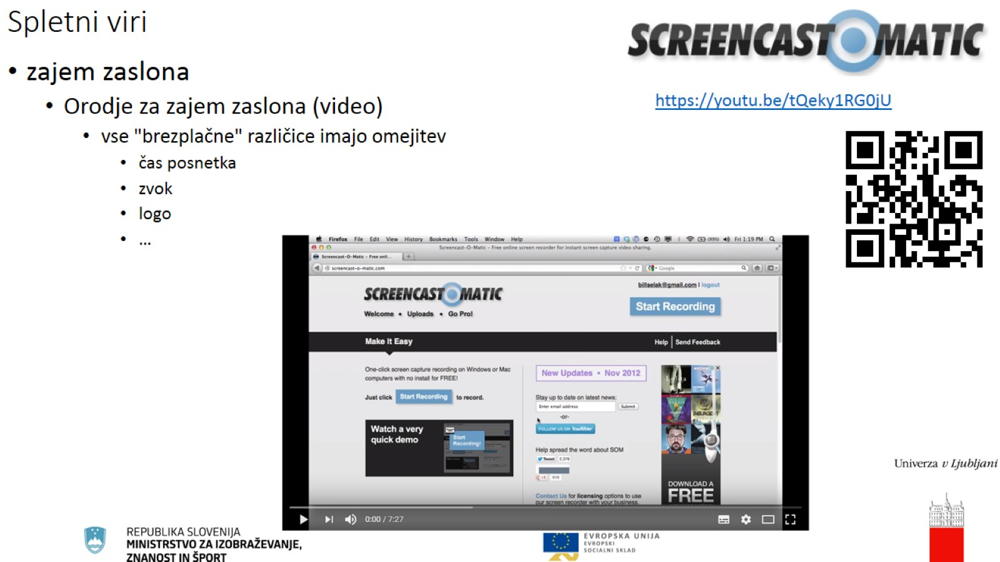 Spletni viri
SCREENCAST O MATIC
• zajem zaslona
https://youtu.be/tQeky1RG0jU
• Orodje za zajem zaslona (video)
• vse "brezplačne" različice imajo omejitev
• čas posnetka
• zvok
• logo
• ...
Firefox File Edit View History Bookmarks Tools Window Help
(99%) Fri 1:19 PM
Screencast-O-Matic – Free online screen recorder for instant screen capture video sharing.
Screencast-O-Matic – Free onli...
screencast-o-matic.com
Google
billselak@gmail.com | logout
SCREENCAST O MATIC
Start Recording
Welcome • Uploads • Go Pro!
Make it Easy
Help | Send Feedback
One-click screen capture recording on Windows or Mac
computers with no install for FREE!
Just click Start Recording to record.
Watch a very
quick demo
Start
Recording!
New Updates • Nov 2012
Stay up to date on latest news:
Enter email address Submit
-or-
FOLLOW US ON twitter
Help spread the word about SOM
Tweet 2,376
+1 919
Contact Us for licensing options to use
our screen recorder with your business.
Lolita
INSURGENT
DOWNLOAD A
FREE
0:00 / 7:27
Univerza v Ljubljani
REPUBLIKA SLOVENIJA
MINISTRSTVO ZA IZOBRAŽEVANJE,
ZNANOST IN ŠPORT
EVROPSKA UNIJA
EVROPSKI
SOCIALNI SKLAD